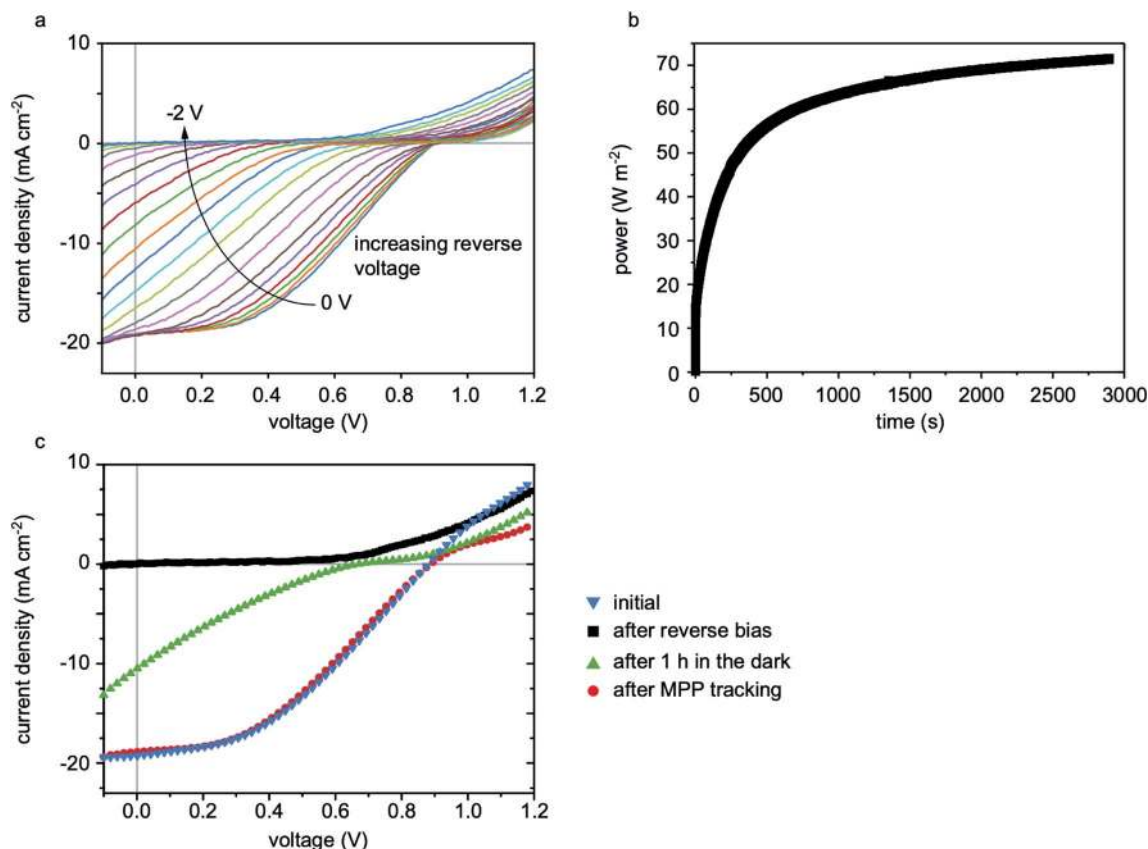 a
10
0
-10
-20
current density (mA cm⁻²)
-2 V
increasing reverse
voltage
0 V
0.0 0.2 0.4 0.6 0.8 1.0 1.2
voltage (V)
b
80
70
60
50
40
30
20
10
0
power (W m⁻²)
0 500 1000 1500 2000 2500 3000
time (s)
c
10
0
-10
-20
current density (mA cm⁻²)
0.0 0.2 0.4 0.6 0.8 1.0 1.2
voltage (V)
initial
after reverse bias
after 1 h in the dark
after MPP tracking